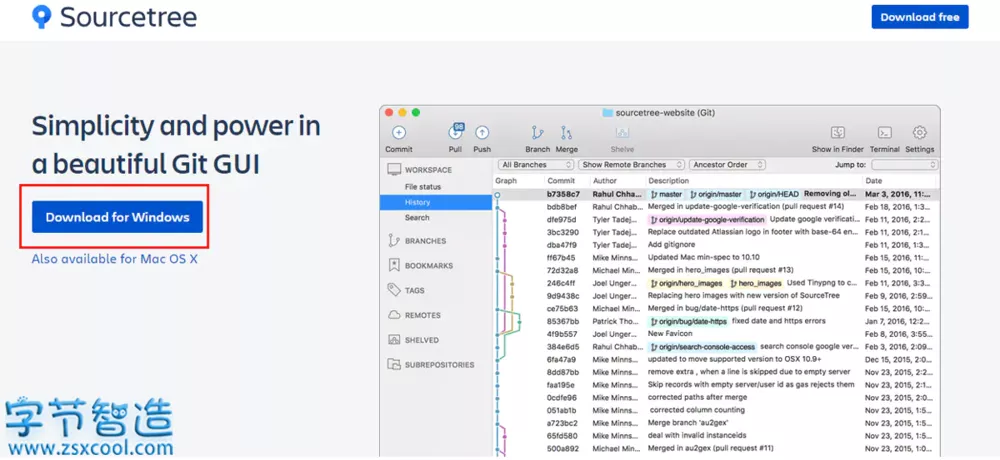 Sourcetree
Download free
Simplicity and power in
a beautiful Git GUI
Download for Windows
Also available for Mac OS X
sourcetree-website (Git)
98
Commit Pull Push Branch Merge Shelve Show in Finder Terminal Settings
All Branches Show Remote Branches Ancestor Order Jump to:
Graph Commit Author Description Date
WORKSPACE
File status
History
Search
BRANCHES
BOOKMARKS
TAGS
REMOTES
SHELVED
SUBREPOSITORIES
b7358c7 Rahul Chhab... master origin/master origin/HEAD Removing ol... Mar 3, 2016, 11:...
bdb8bef Rahul Chhab... Merged in update-google-verification (pull request #14) Feb 18, 2016, 1:3...
dfe975d Tyler Tadej... origin/update-google-verification Update google verificati... Feb 11, 2016, 2:2...
3bc3290 Tyler Tadej... Replace outdated Atlassian logo in footer with base-64 en... Feb 11, 2016, 2:1...
dba47f9 Tyler Tadej... Add gitignore Feb 11, 2016, 1:3...
ff67b45 Mike Minns... Updated Mac min-spec to 10.10 Feb 15, 2016, 11:...
72d32a8 Michael Min... Merged in hero_images (pull request #13) Feb 15, 2016, 10:...
246c4ff Joel Unger... origin/hero_images hero_images Used Tinypng to c... Feb 11, 2016, 3:3...
9d9438c Joel Unger... Replacing hero images with new version of SourceTree Feb 9, 2016, 2:59...
ce75b63 Michael Min... Merged in bug/date-https (pull request #12) Feb 15, 2016, 10:...
85367bb Patrick Tho... origin/bug/date-https fixed date and https errors Jan 7, 2016, 12:2...
4f9b557 Joel Unger... New Favicon Feb 8, 2016, 3:55...
384e6d5 Rahul Chhab... origin/search-console-access search console google ver... Feb 3, 2016, 2:09...
6fa47a9 Mike Minns... updated to move supported version to OSX 10.9+ Dec 15, 2015, 2:0...
8dd87bb Mike Minns... remove extra , when a line is skipped due to empty server Nov 23, 2015, 2:2...
faa195e Mike Minns... Skip records with empty server/user id as gas rejects them Nov 23, 2015, 2:1...
0cdfe96 Mike Minns... corrected paths after merge Nov 23, 2015, 2:0...
051ab1b Mike Minns... corrected column counting Nov 23, 2015, 1:5...
a723bc2 Mike Minns... Merge branch 'au2gex' Nov 23, 2015, 1:5...
65fd580 Mike Minns... deal with invalid instanceids Nov 23, 2015, 1:5...
500a892 Michael Min... Merged in au2gex (pull request #11) Nov 23, 2015, 1:0...
字节智造
www.zsxcool.com